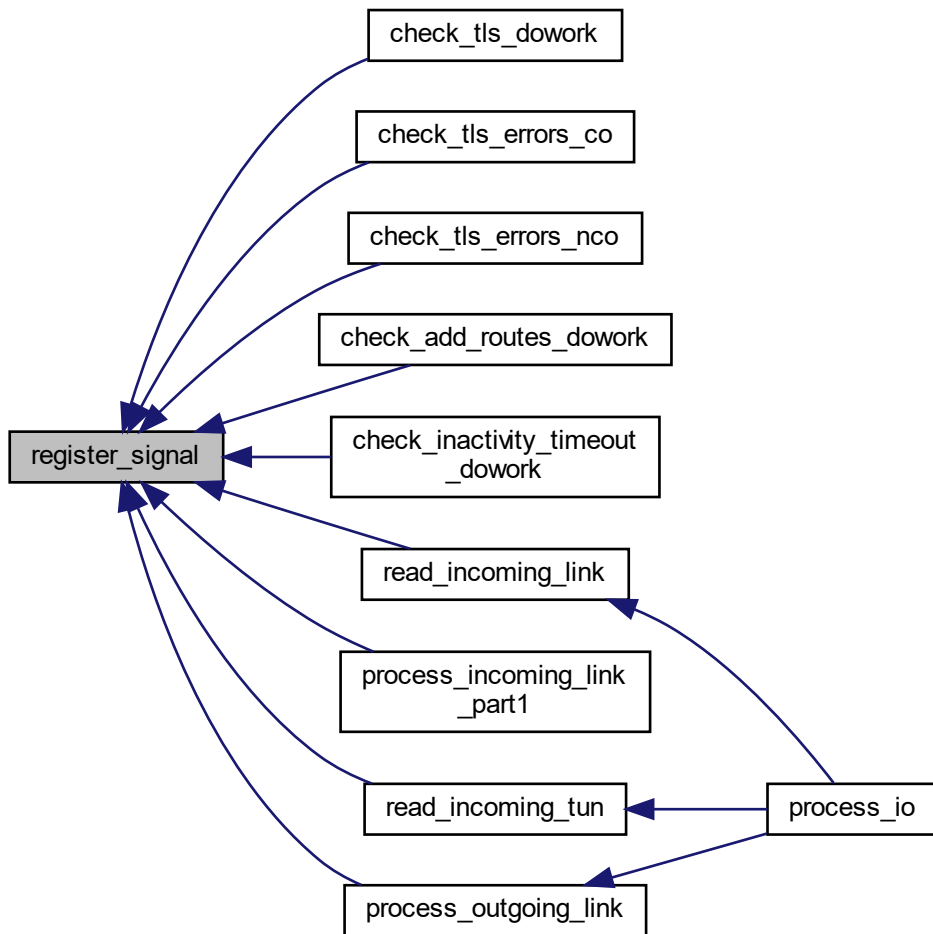 check_tls_dowork
check_tls_errors_co
check_tls_errors_nco
check_add_routes_dowork
register_signal
check_inactivity_timeout
_dowork
read_incoming_link
process_incoming_link
_part1
read_incoming_tun
process_io
process_outgoing_link